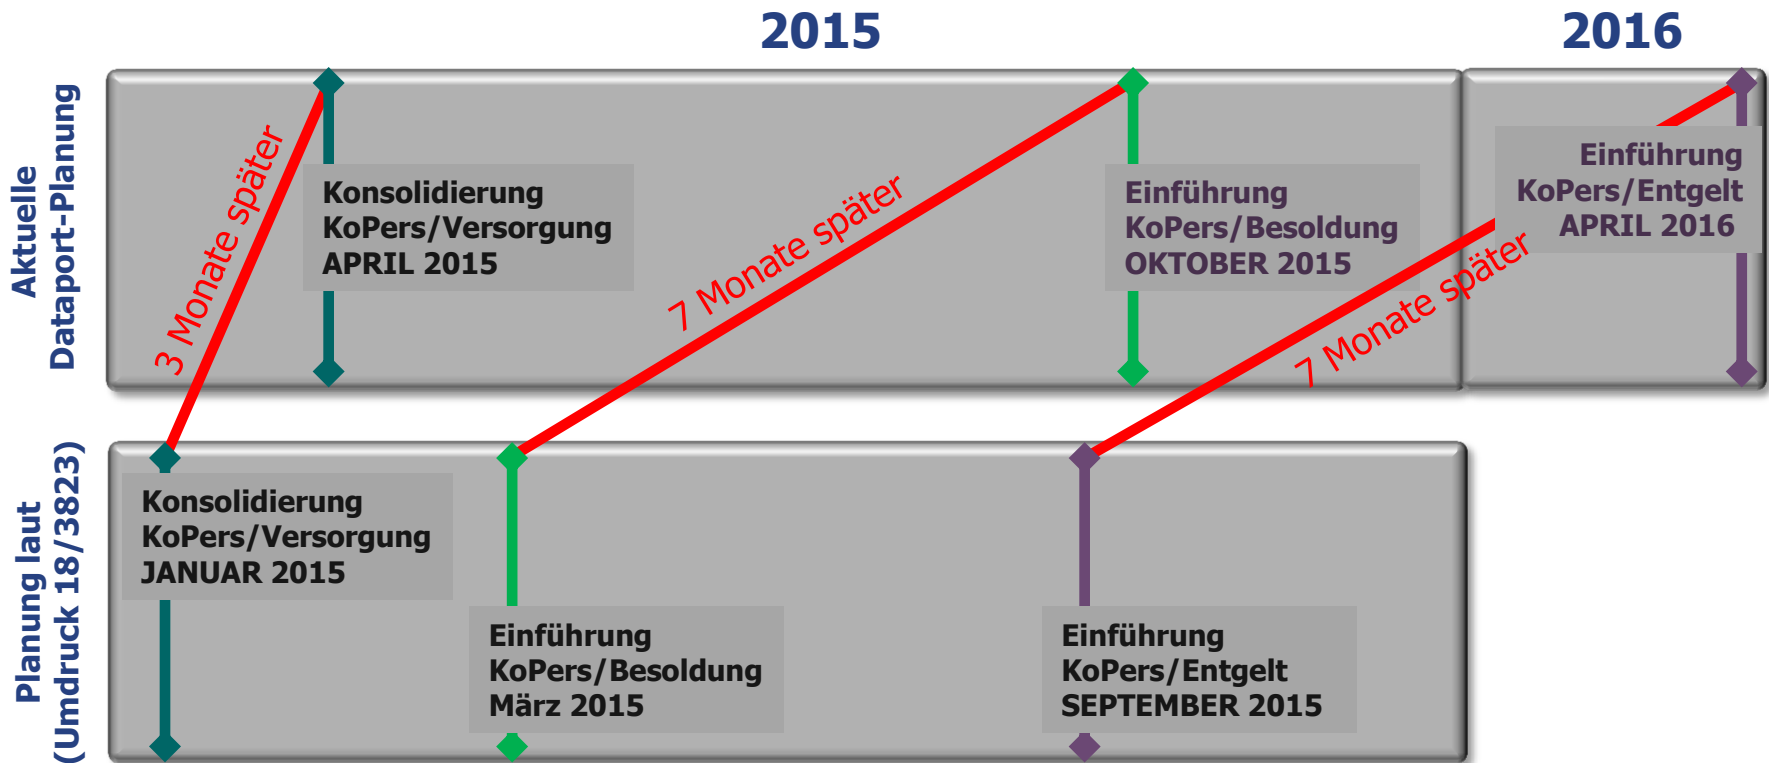 2015
2016
Aktuelle
Dataport-Planung
3 Monate später
Konsolidierung
KoPers/Versorgung
APRIL 2015
7 Monate später
Einführung
KoPers/Besoldung
OKTOBER 2015
7 Monate später
Einführung
KoPers/Entgelt
APRIL 2016
Planung laut
(Umdruck 18/3823)
Konsolidierung
KoPers/Versorgung
JANUAR 2015
Einführung
KoPers/Besoldung
März 2015
Einführung
KoPers/Entgelt
SEPTEMBER 2015